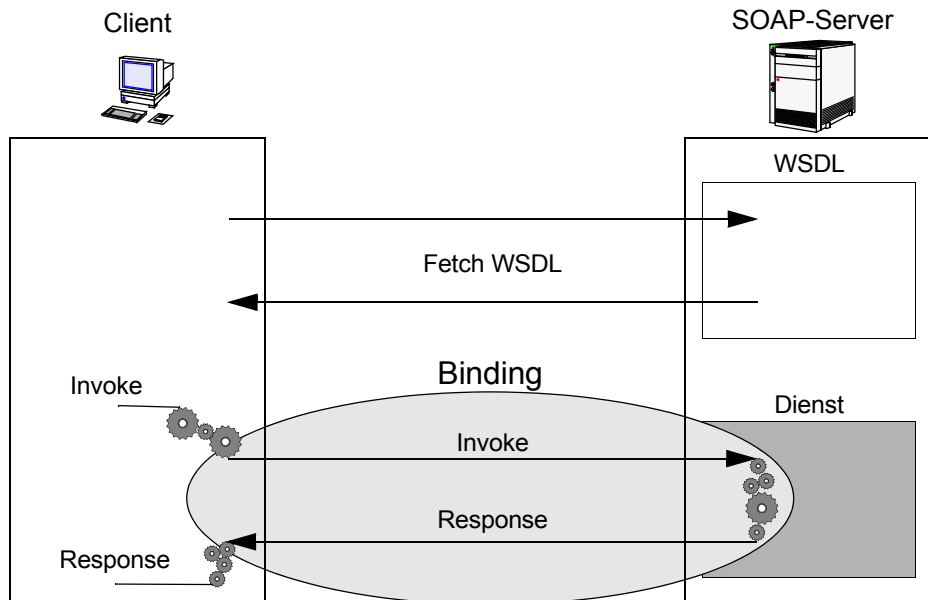 Client
SOAP-Server
WSDL
Fetch WSDL
Binding
Invoke
Dienst
Invoke
Response
Response